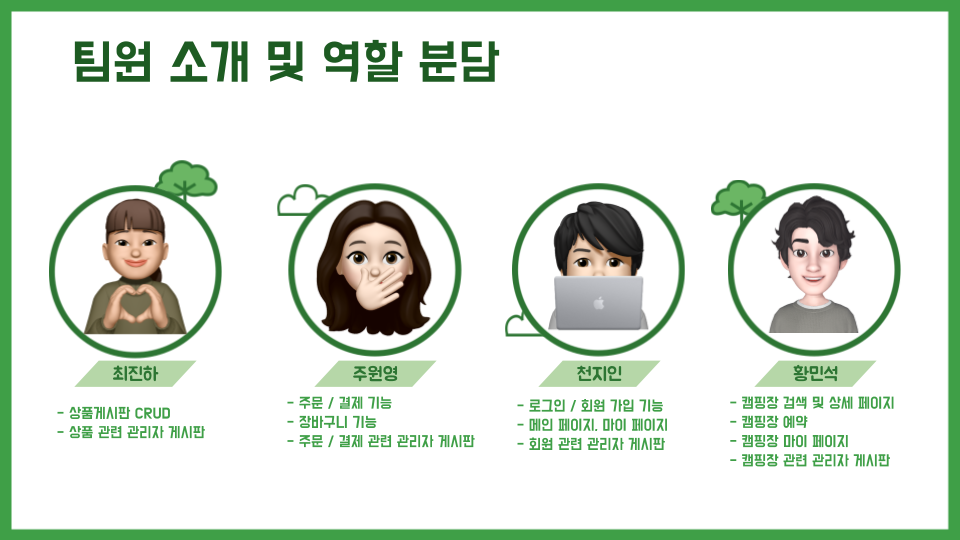 팀원 소개 및 역할 분담
최진하
- 상품게시판 CRUD
- 상품 관련 관리자 게시판
주원영
- 주문 / 결제 기능
- 장바구니 기능
- 주문 / 결제 관련 관리자 게시판
천지인
- 로그인 / 회원 가입 기능
- 메인 페이지. 마이 페이지
- 회원 관련 관리자 게시판
황민석
- 캠핑장 검색 및 상세 페이지
- 캠핑장 예약
- 캠핑장 마이 페이지
- 캠핑장 관련 관리자 게시판